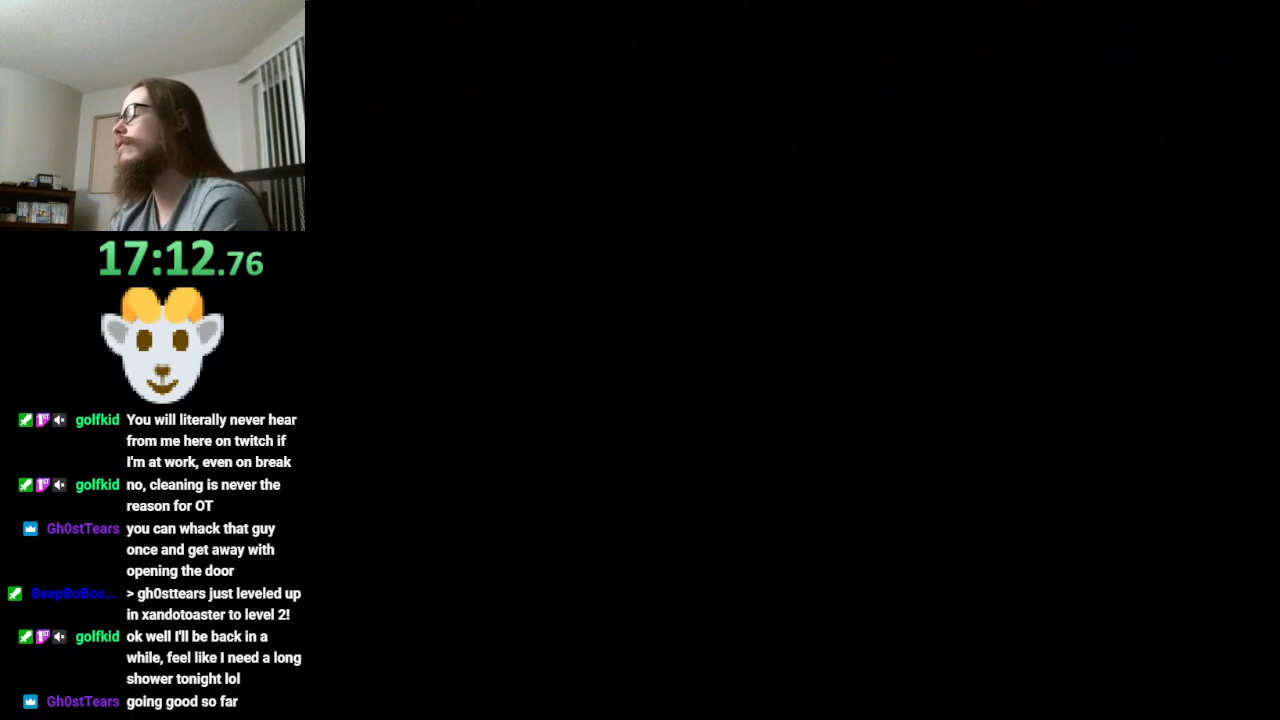 17:12.76
golfkid You will literally never hear
from me here on twitch if
I'm at work, even on break
golfkid no, cleaning is never the
reason for OT
Gh0stTears you can whack that guy
once and get away with
opening the door
BeepBoBoo... > gh0sttears just leveled up
in xandotoaster to level 2!
golfkid ok well I'll be back in a
while, feel like I need a long
shower tonight lol
Gh0stTears going good so far